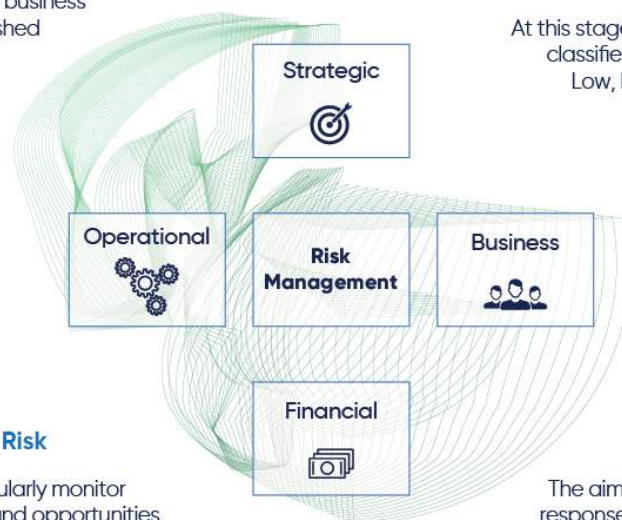 business
shed
At this stage
classifie
Low,
Strategic
Operational
Risk
Management
Business
Financial
Risk
ularly monitor
and opportunities
The aim
response